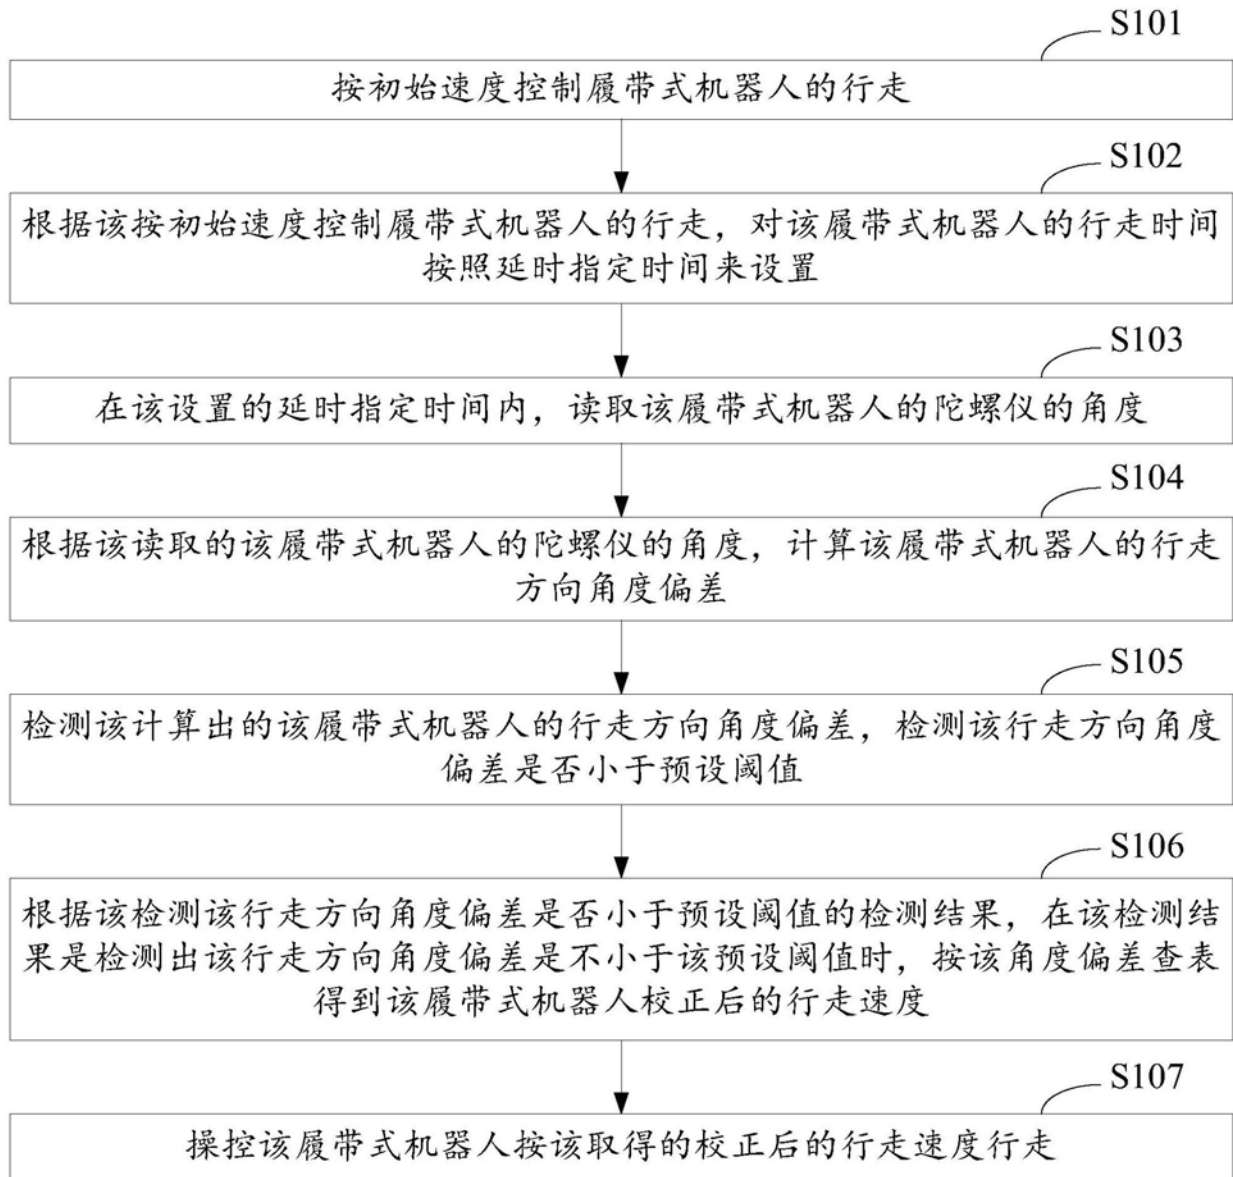 S101
按初始速度控制履带式机器人的行走
S102
根据该按初始速度控制履带式机器人的行走，对该履带式机器人的行走时间
按照延时指定时间来设置
S103
在该设置的延时指定时间内，读取该履带式机器人的陀螺仪的角度
S104
根据该读取的该履带式机器人的陀螺仪的角度，计算该履带式机器人的行走
方向角度偏差
S105
检测该计算出的该履带式机器人的行走方向角度偏差，检测该行走方向角度
偏差是否小于预设阈值
S106
根据该检测该行走方向角度偏差是否小于预设阈值的检测结果，在该检测结
果是检测出该行走方向角度偏差是不小于该预设阈值时，按该角度偏差查表
得到该履带式机器人校正后的行走速度
S107
操控该履带式机器人按该取得的校正后的行走速度行走